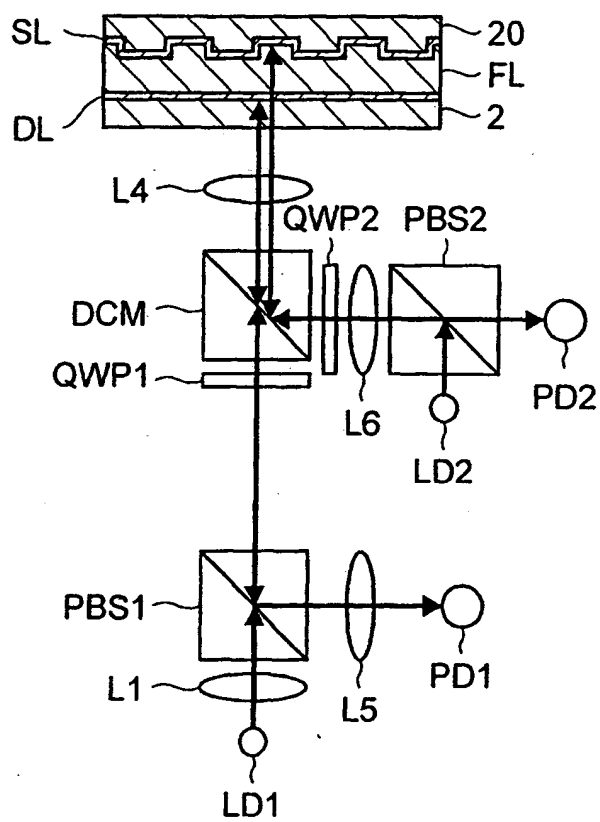 SL
20
FL
DL
2
L4
QWP2
PBS2
DCM
QWP1
L6
PD2
LD2
PBS1
L1
L5
PD1
LD1